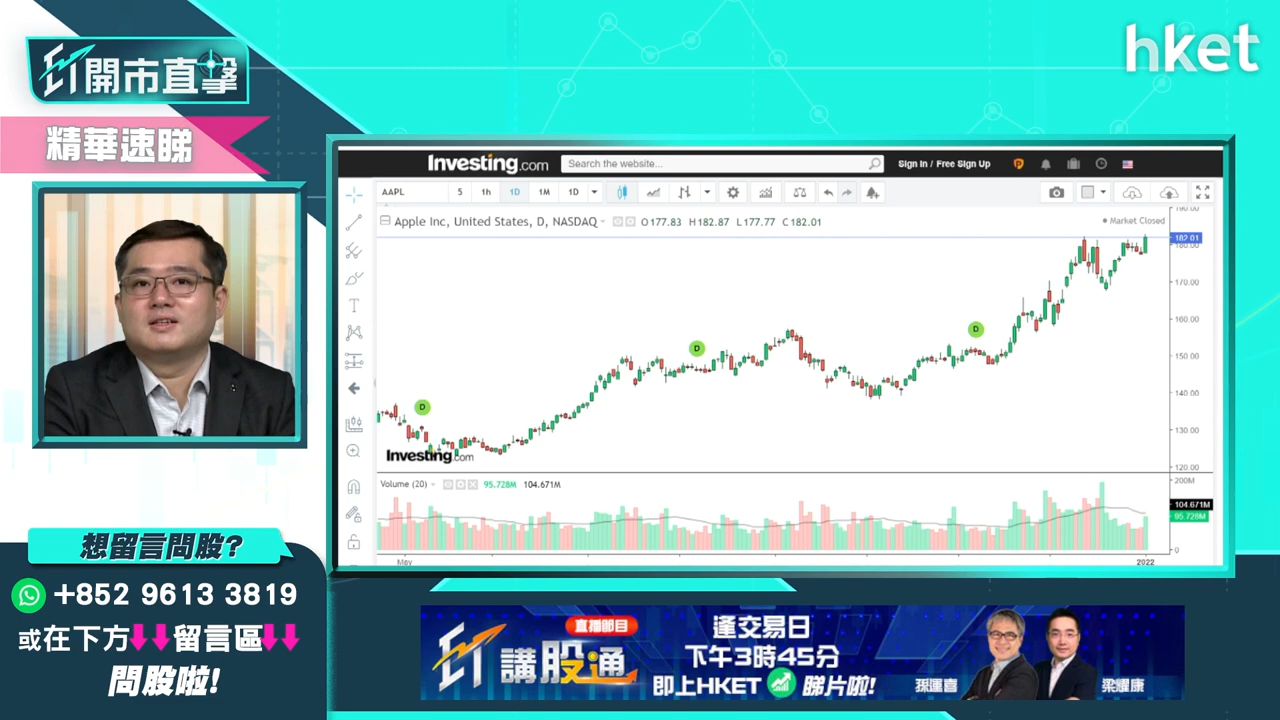 ET開市直擊
hket
精華速睇
Investing.com
Search the website...
Sign In / Free Sign Up
AAPL 5 1h 1D 1M 1D
Apple Inc, United States, D, NASDAQ O177.83 H182.87 L177.77 C182.01
Market Closed
190.00
182.01
180.00
170.00
160.00
150.00
140.00
130.00
120.00
D
D
D
Investing.com
Volume (20) 95.728M 104.671M
200M
104.671M
95.728M
0
May
2022
想留言問股?
+852 9613 3819
或在下方留言區
問股啦!
ET講股通
直播節目
逢交易日
下午3時45分
即上HKET睇片啦!
孫運喜
梁耀康